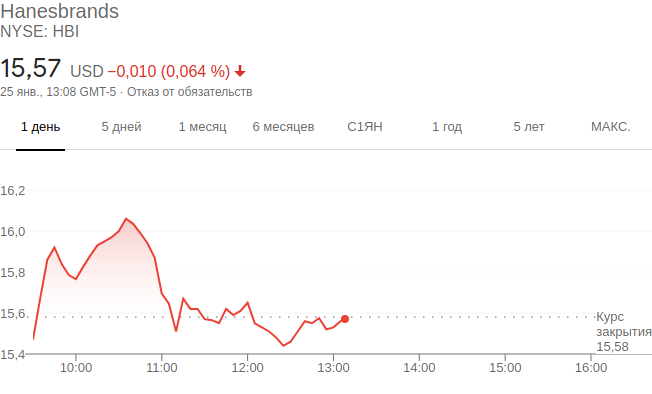 Hanesbrands
NYSE: HBI
15,57 USD −0,010 (0,064 %)
25 янв., 13:08 GMT-5 · Отказ от обязательств
1 день 5 дней 1 месяц 6 месяцев С1ЯН 1 год 5 лет МАКС.
16,2
16,0
15,8
15,6
Курс
закрытия
15,58
15,4
10:00 11:00 12:00 13:00 14:00 15:00 16:00